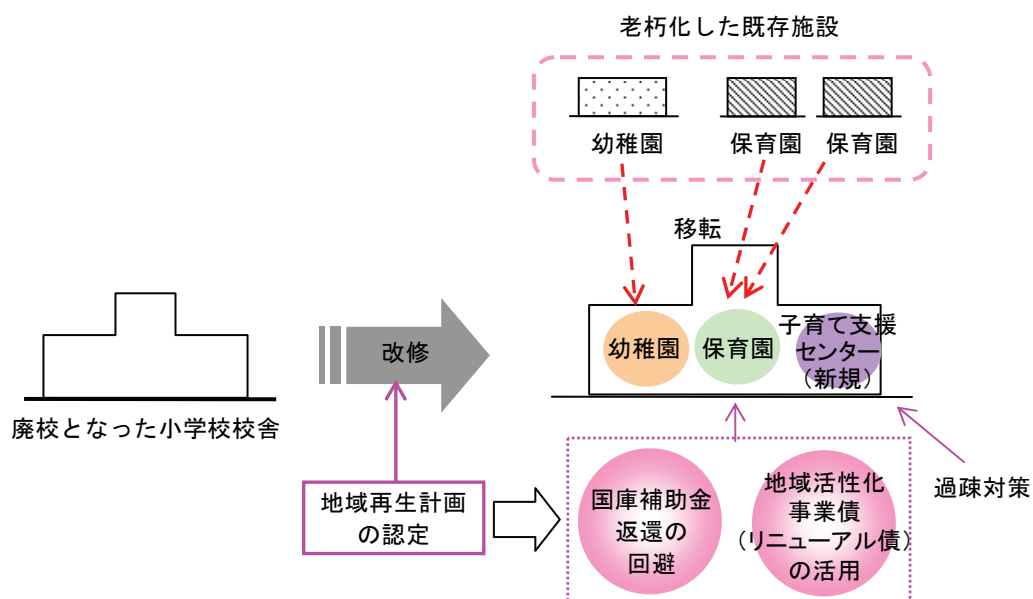 老朽化した既存施設
幼稚園
保育園
保育園
移転
改修
幼稚園
保育園
子育て支援
センター
（新規）
廃校となった小学校校舎
地域再生計画
の認定
国庫補助金
返還の
回避
地域活性化
事業債
（リニューアル債）
の活用
過疎対策